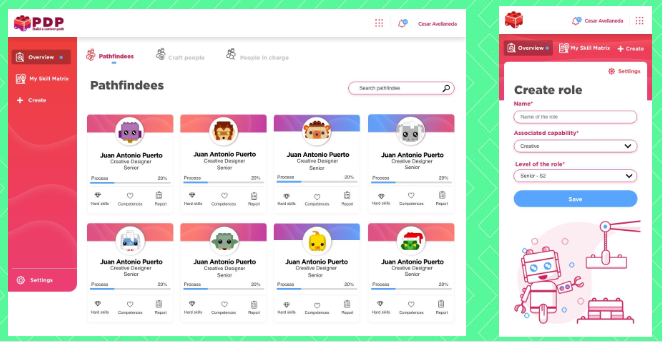 PDP
Cesar Avellaneda
Overview
My Skill Matrix
Create
Settings
Pathfindees
Craft people
People in charge
Pathfindees
Search pathfindee
Juan Antonio Puerto
Creative Designer
Senior
Process 20%
Hard skills Competences Report
Juan Antonio Puerto
Creative Designer
Senior
Process 20%
Hard skills Competences Report
Juan Antonio Puerto
Creative Designer
Senior
Process 20%
Hard skills Competences Report
Juan Antonio Puerto
Creative Designer
Senior
Process 20%
Hard skills Competences Report
Juan Antonio Puerto
Creative Designer
Senior
Process 20%
Hard skills Competences Report
Juan Antonio Puerto
Creative Designer
Senior
Process 20%
Hard skills Competences Report
Juan Antonio Puerto
Creative Designer
Senior
Process 20%
Hard skills Competences Report
Juan Antonio Puerto
Creative Designer
Senior
Process 20%
Hard skills Competences Report
Cesar Avellaneda
Overview My Skill Matrix Create
Settings
Create role
Name*
Name of the role
Associated capability*
Creative
Level of the role*
Senior - S2
Save